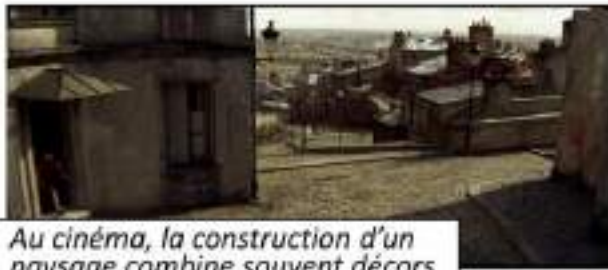 Au cinéma, la construction d'un
paysage combine souvent décors